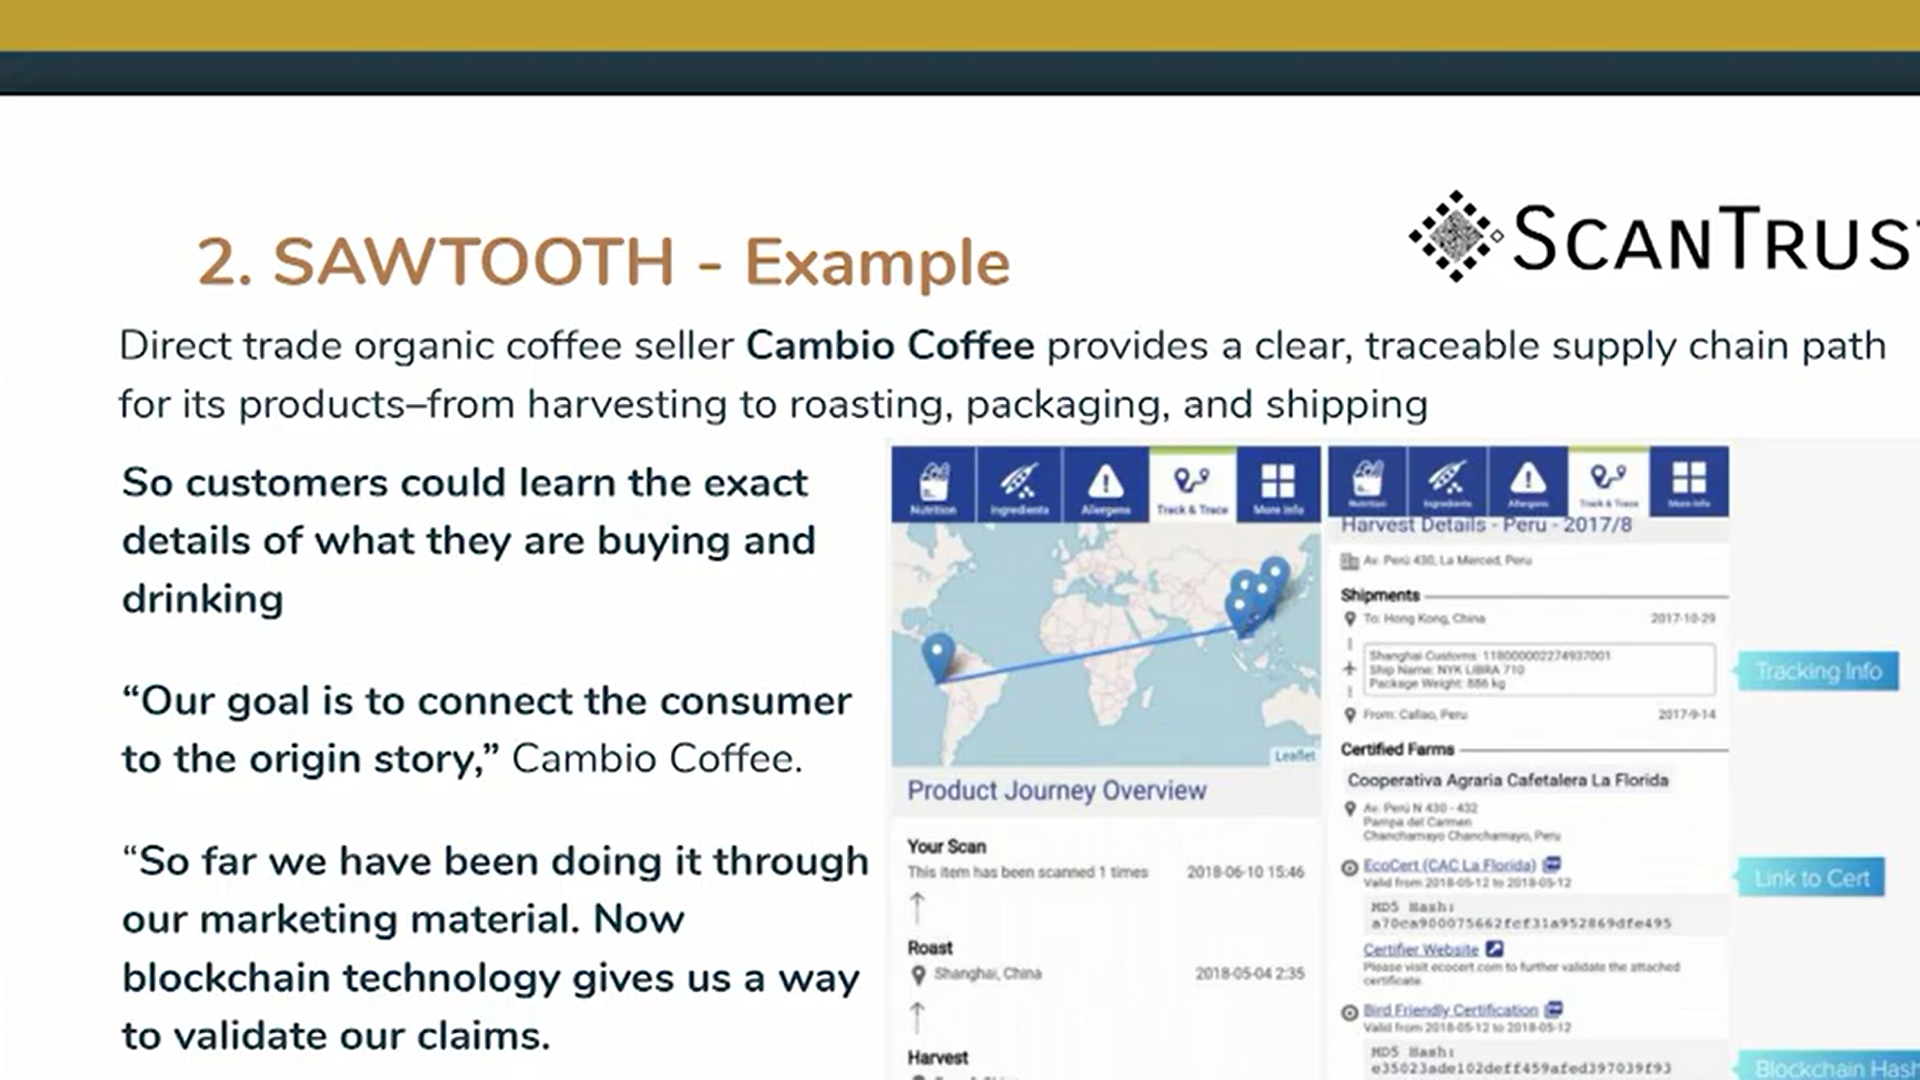 2. SAWTOOTH - Example
SCANTRUST
Direct trade organic coffee seller Cambio Coffee provides a clear, traceable supply chain path
for its products–from harvesting to roasting, packaging, and shipping
So customers could learn the exact
details of what they are buying and
drinking
“Our goal is to connect the consumer
to the origin story,” Cambio Coffee.
“So far we have been doing it through
our marketing material. Now
blockchain technology gives us a way
to validate our claims.
Nutrition
Ingredients
Allergens
Track & Trace
More Info
Leaflet
Product Journey Overview
Your Scan
This item has been scanned 1 times 2018-06-10 15:46
Roast
Shanghai, China 2018-05-04 2:35
Harvest
Nutrition
Ingredients
Allergens
Track & Trace
More Info
Harvest Details - Peru - 2017/8
Av. Perú 430, La Merced, Peru
Shipments
To: Hong Kong, China 2017-10-29
Shanghai Customs: 118000002274937001
Ship Name: NYK LIBRA 710
Package Weight: 886 kg
From: Callao, Peru 2017-9-14
Certified Farms
Cooperativa Agraria Cafetalera La Florida
Av. Perú N 430 - 432
Pampa del Carmen
Chanchamayo Chanchamayo, Peru
EcoCert (CAC La Florida)
Valid from 2018-05-12 to 2018-05-12
MD5 Hash:
a70ca900075662fcf31a952869dfe495
Certifier Website
Please visit ecocert.com to further validate the attached
certificate.
Bird Friendly Certification
Valid from 2018-05-12 to 2018-05-12
MD5 Hash:
e35023ade102deff459afed397039f93
Tracking Info
Link to Cert
Blockchain Hash